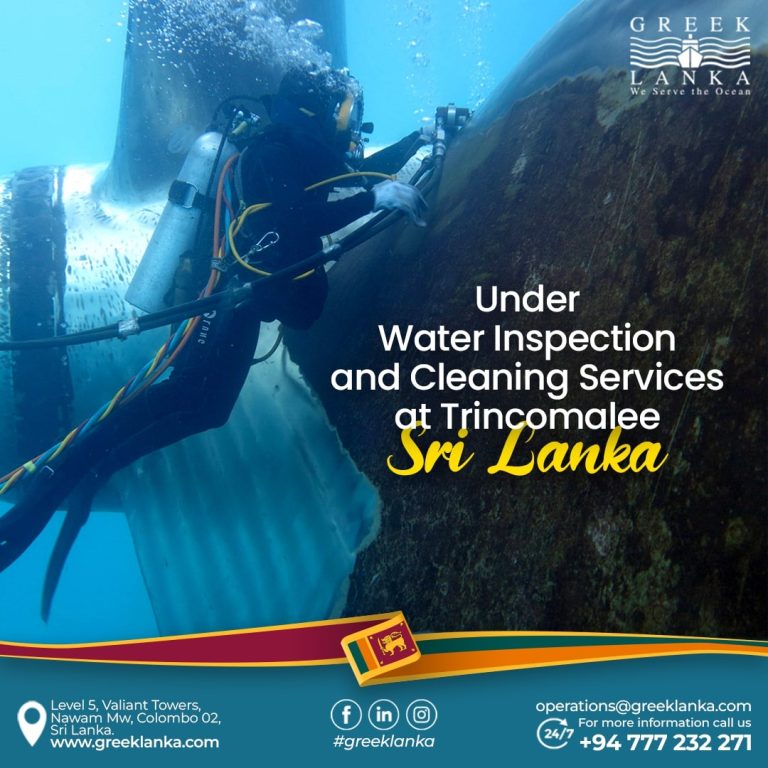 GREEK
LANKA
We Serve the Ocean
Under
Water Inspection
and Cleaning Services
at Trincomalee
Sri Lanka
Level 5, Valiant Towers,
Nawam Mw, Colombo 02,
Sri Lanka.
www.greeklanka.com
#greeklanka
operations@greeklanka.com
24/7
For more information call us
+94 777 232 271